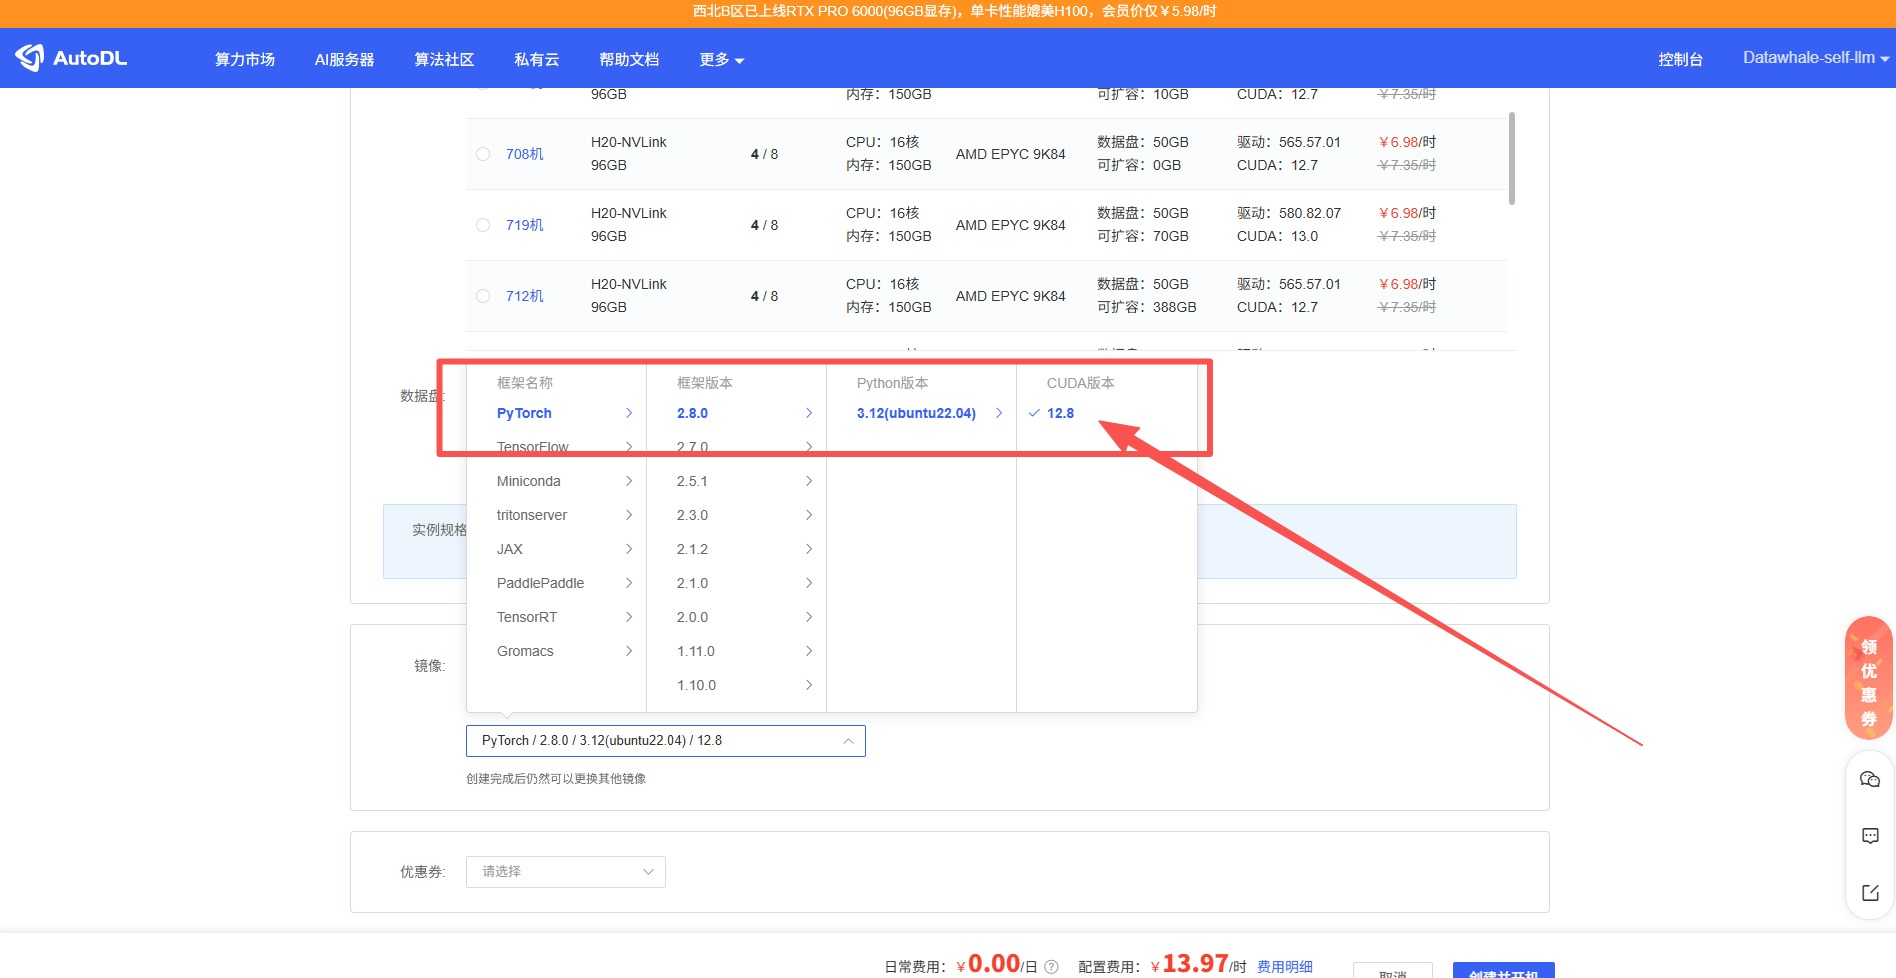 西北B区已上线RTX PRO 6000(96GB显存)，单卡性能媲美H100，会员价仅￥5.98/时
AutoDL 算力市场 AI服务器 算法社区 私有云 帮助文档 更多 控制台 Datawhale-self-llm
96GB 内存：150GB 可扩容：10GB CUDA：12.7 ￥7.35/时
708机 H20-NVLink 96GB 4 / 8 CPU：16核 内存：150GB AMD EPYC 9K84 数据盘：50GB 可扩容：0GB 驱动：565.57.01 CUDA：12.7 ￥6.98/时 ￥7.35/时
719机 H20-NVLink 96GB 4 / 8 CPU：16核 内存：150GB AMD EPYC 9K84 数据盘：50GB 可扩容：70GB 驱动：580.82.07 CUDA：13.0 ￥6.98/时 ￥7.35/时
712机 H20-NVLink 96GB 4 / 8 CPU：16核 内存：150GB AMD EPYC 9K84 数据盘：50GB 可扩容：388GB 驱动：565.57.01 CUDA：12.7 ￥6.98/时 ￥7.35/时
数据盘:
框架名称 框架版本 Python版本 CUDA版本
PyTorch 2.8.0 3.12(ubuntu22.04) 12.8
TensorFlow 2.7.0
Miniconda 2.5.1
tritonserver 2.3.0
JAX 2.1.2
PaddlePaddle 2.1.0
TensorRT 2.0.0
Gromacs 1.11.0
1.10.0
实例规格
镜像:
PyTorch / 2.8.0 / 3.12(ubuntu22.04) / 12.8
创建完成后仍然可以更换其他镜像
优惠券: 请选择
领优惠券
日常费用：￥0.00/日 配置费用：￥13.97/时 费用明细 取消 创建并开机